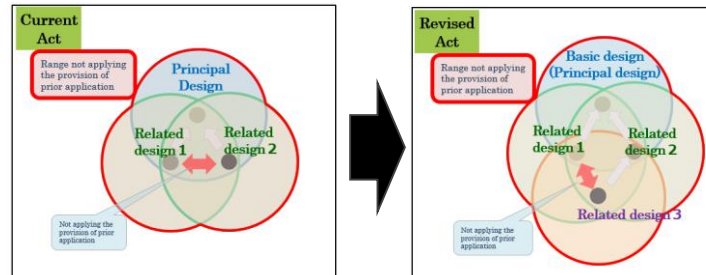 Current
Act
Range not applying
the provision of
prior application
Principal
Design
Related
design 1
Related
design 2
Not applying the
provision of prior
application
Revised
Act
Range not applying
the provision of
prior application
Basic design
(Principal design)
Related
design 1
Related
design 2
Related design 3
Not applying the
provision of prior
application